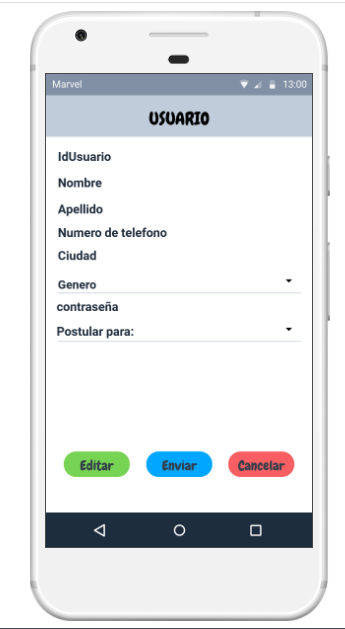 Marvel 13:00
USUARIO
IdUsuario
Nombre
Apellido
Numero de telefono
Ciudad
Genero
contraseña
Postular para:
Editar Enviar Cancelar